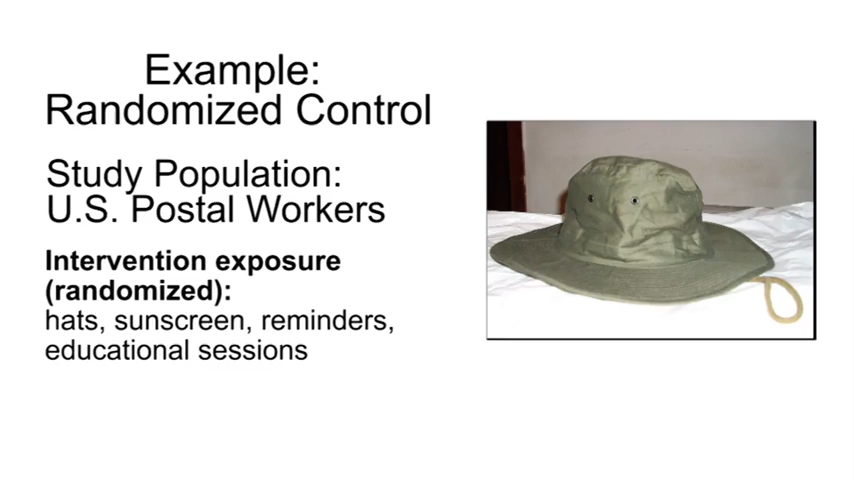 Example:
Randomized Control
Study Population:
U.S. Postal Workers
Intervention exposure
(randomized):
hats, sunscreen, reminders,
educational sessions